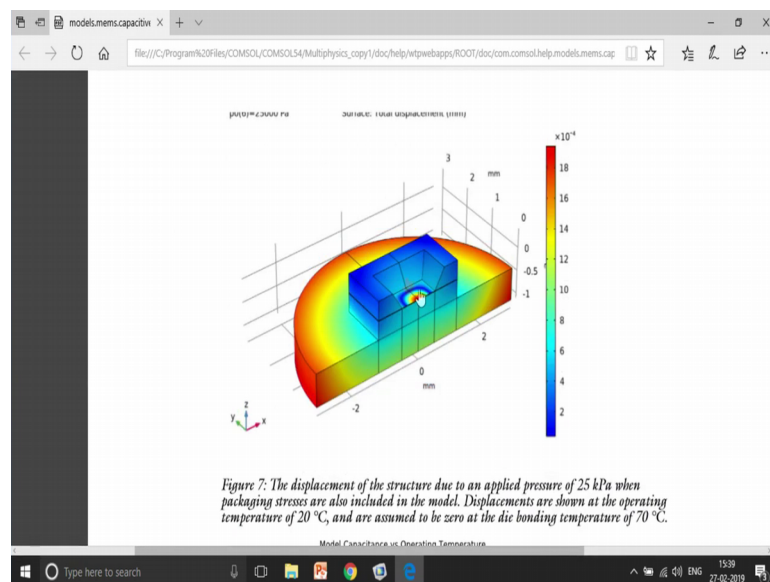 models.mems.capacitiv
file:///C:/Program%20Files/COMSOL/COMSOL54/Multiphysics_copy1/doc/help/wtpwebapps/ROOT/doc/com.comsol.help.models.mems.cap
p0(6)=25000 Pa Surface: Total displacement (mm)
×10⁻⁴
3
2 mm
1
0
0
-0.5
-1
18
16
14
12
10
8
6
4
2
2
0
mm
-2
z
y x
Figure 7: The displacement of the structure due to an applied pressure of 25 kPa when
packaging stresses are also included in the model. Displacements are shown at the operating
temperature of 20 °C, and are assumed to be zero at the die bonding temperature of 70 °C.
Model Capacitance vs Operating Temperature
Type here to search
ENG
15:39
27-02-2019